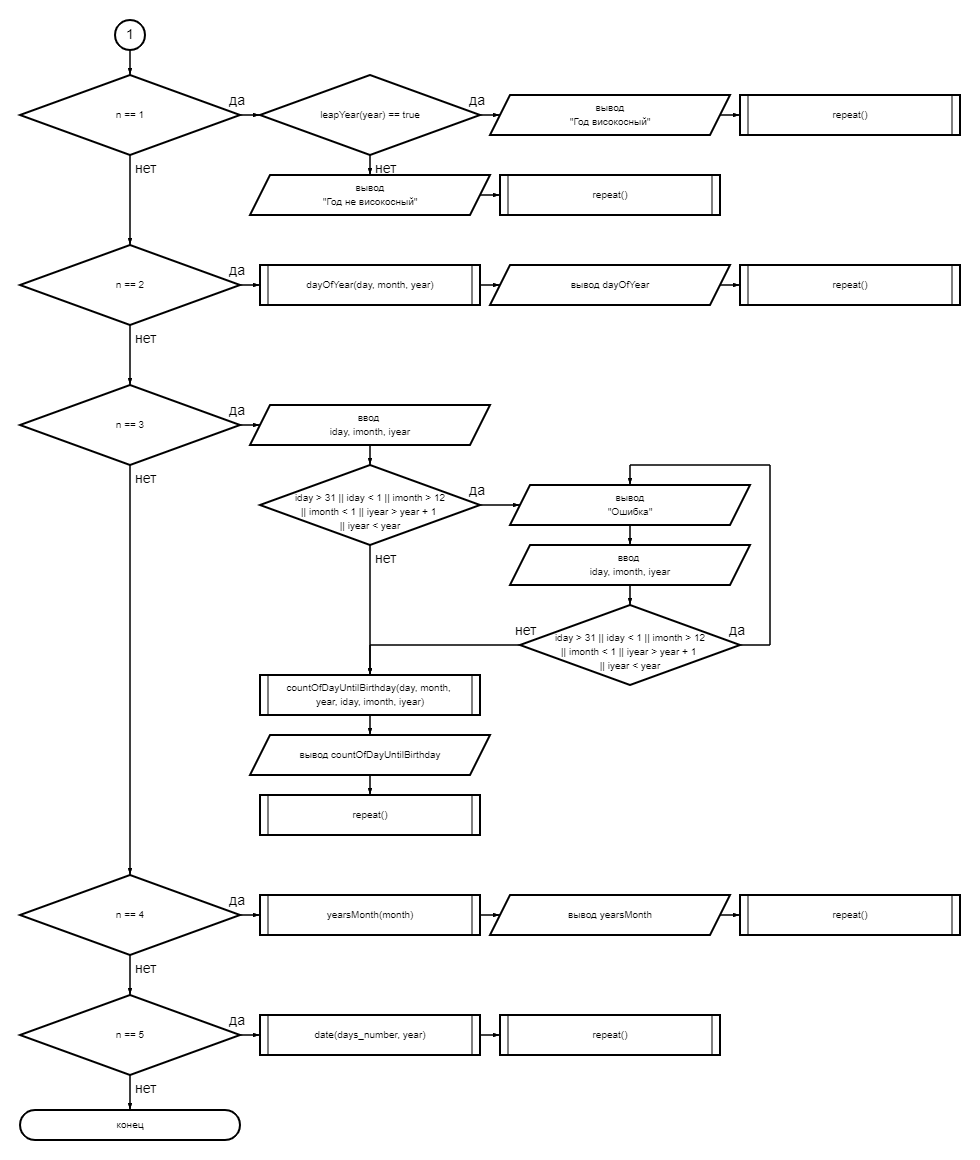 1
n == 1
да
leapYear(year) == true
да
вывод
"Год високосный"
repeat()
нет
нет
вывод
"Год не високосный"
repeat()
n == 2
да
dayOfYear(day, month, year)
вывод dayOfYear
repeat()
нет
n == 3
да
ввод
iday, imonth, iyear
нет
iday > 31 || iday < 1 || imonth > 12
|| imonth < 1 || iyear > year + 1
|| iyear < year
да
вывод
"Ошибка"
нет
ввод
iday, imonth, iyear
нет
iday > 31 || iday < 1 || imonth > 12
|| imonth < 1 || iyear > year + 1
|| iyear < year
да
countOfDayUntilBirthday(day, month,
year, iday, imonth, iyear)
вывод countOfDayUntilBirthday
repeat()
n == 4
да
yearsMonth(month)
вывод yearsMonth
repeat()
нет
n == 5
да
date(days_number, year)
repeat()
нет
конец